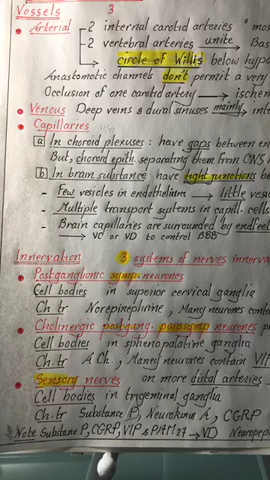 Vessels 3
• Arterial 2 internal carotid arteries "mos
2 vertebral arteries unite → Bas
→ circle of Willis below hypo
Anastomotic channels don't permit a very
Occlusion of one carotid artery → ischem
• Venous Deep veins & dural sinuses mainly → int
• Capillaries
a In choroid plexuses: have gaps between en
But, choroid epith. separating them from CNS
b In brain substance: have tight junctions be
- Few vesicles in endothelium → little vesic
- Multiple transport systems in capill. cells
- Brain capillaries are surrounded by endfeet
→ VC or VD to control BBB
Innervation 3 systems of nerves innerva
• Postganglionic symp. neurones
Cell bodies in superior cervical ganglia
Ch.tr Norepinephrine, Many neurones conta
• Cholinergic postgang. parasymp neurones p
Cell bodies in sphenopalatine ganglia
Ch.tr A Ch., Many neurones contain VIP
• Sensory nerves on more distal arteries
Cell bodies in trigeminal ganglia
Ch.tr Substance P, Neurokinin A, CGRP
Note Substance P, CGRP, VIP & PHM27 → VD Neuropep